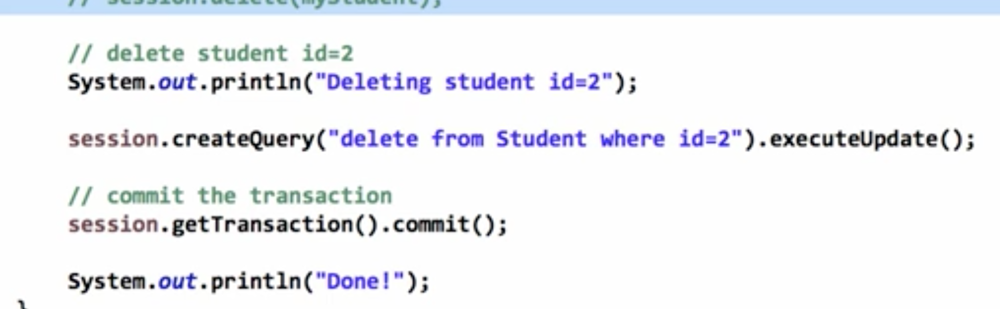 // session.delete(myStudent);
// delete student id=2
System.out.println("Deleting student id=2");
session.createQuery("delete from Student where id=2").executeUpdate();
// commit the transaction
session.getTransaction().commit();
System.out.println("Done!");
}